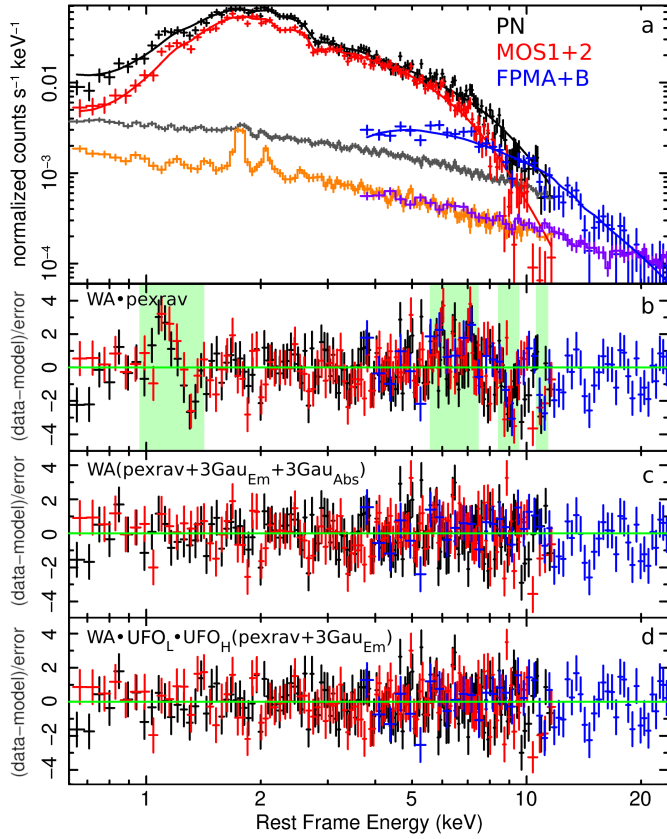 normalized counts s⁻¹ keV⁻¹
0.01
10⁻³
10⁻⁴
PN
MOS1+2
FPMA+B
a
(data−model)/error
4
2
0
−2
−4
WA•pexrav
b
(data−model)/error
4
2
0
−2
−4
WA(pexrav+3Gau_Em+3Gau_Abs)
c
(data−model)/error
4
2
0
−2
−4
WA•UFO_L•UFO_H(pexrav+3Gau_Em)
d
1 2 5 10 20
Rest Frame Energy (keV)